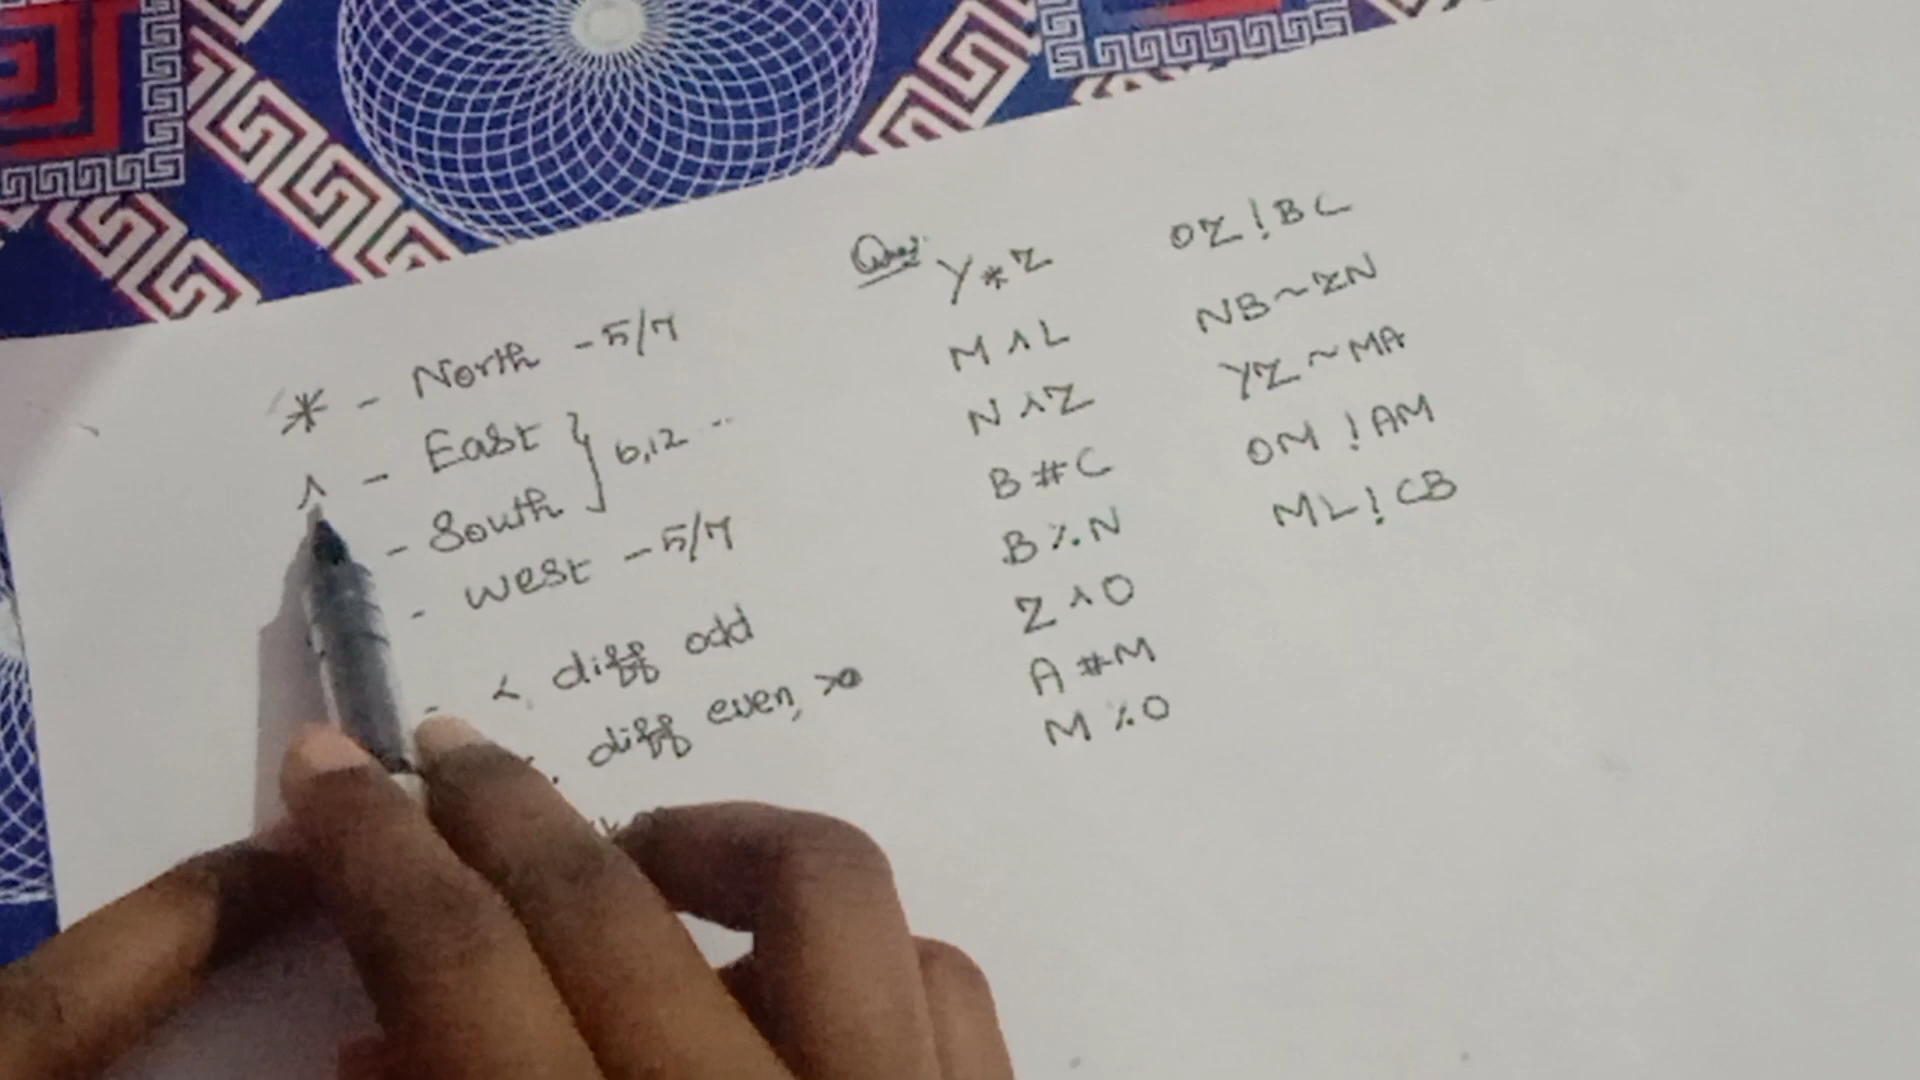 * - North - 5/7
^ - East } 6,12 ..
- South
- West - 5/7
- <, diff odd
. diff even, >
Ques:
Y * Z
M ^ L
N ^ Z
B # C
B % N
Z ^ O
A # M
M % O
OZ ! BC
NB ~ ZN
YZ ~ MA
OM ! AM
ML ! CB